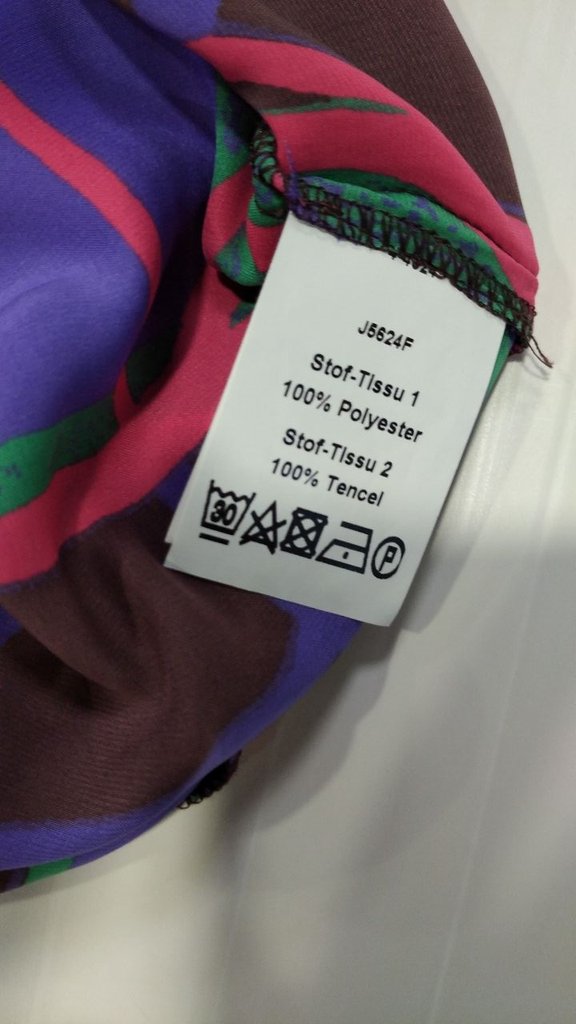 J5624F
Stof-Tissu 1
100% Polyester
Stof-Tissu 2
100% Tencel
30
P